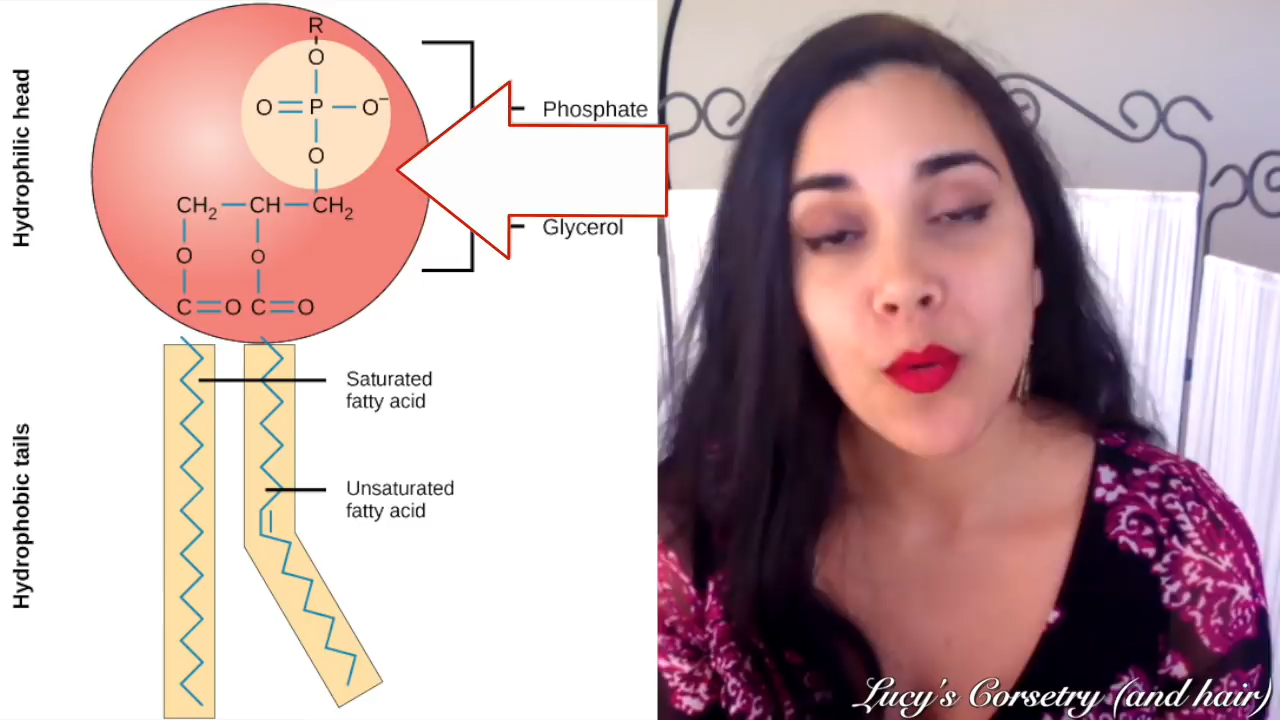 Hydrophilic head
R
O
O P O−
O
CH2 CH CH2
O O
C O C O
Phosphate
Glycerol
Saturated
fatty acid
Unsaturated
fatty acid
Hydrophobic tails
Lucy's Corsetry (and hair)